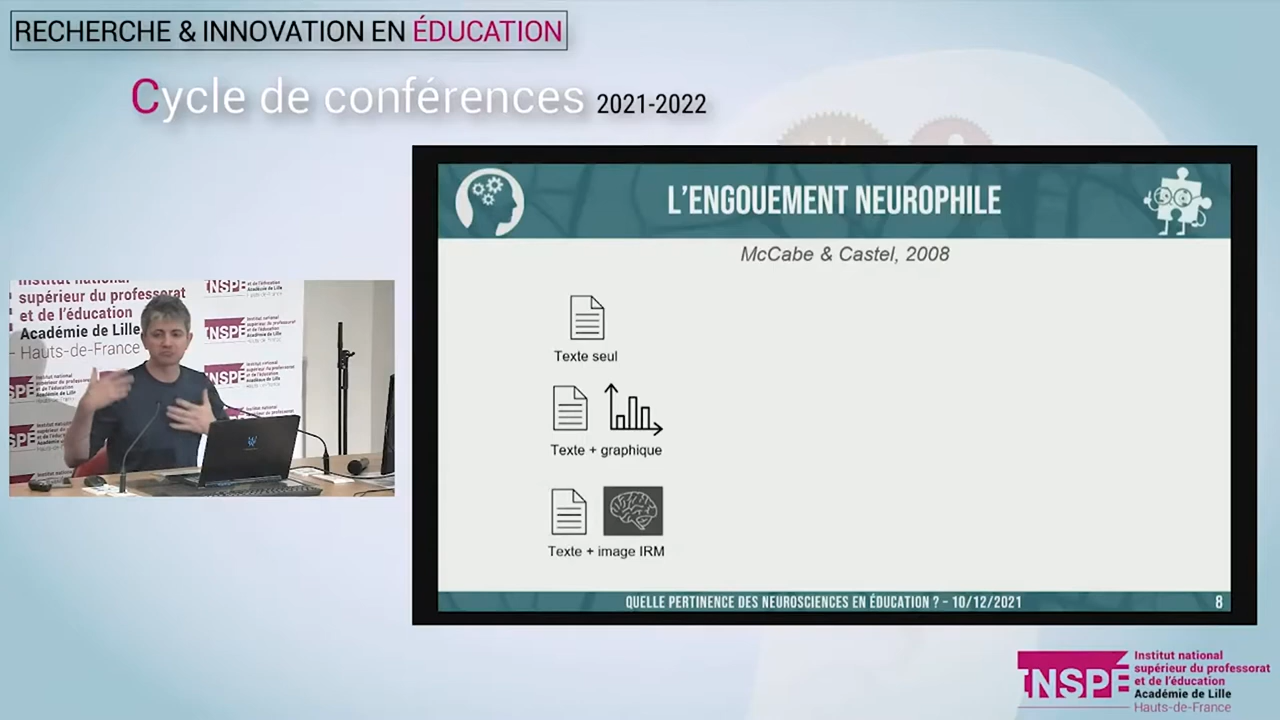 RECHERCHE & INNOVATION EN ÉDUCATION
Cycle de conférences 2021-2022
L'ENGOUEMENT NEUROPHILE
McCabe & Castel, 2008
Texte seul
Texte + graphique
Texte + image IRM
QUELLE PERTINENCE DES NEUROSCIENCES EN ÉDUCATION ? - 10/12/2021
8
Institut national
supérieur du professorat
et de l'éducation
Académie de Lille
Hauts-de-France
INSPÉ
INSPÉ
Institut national
supérieur du professorat
et de l'éducation
Académie de Lille
Hauts-de-France